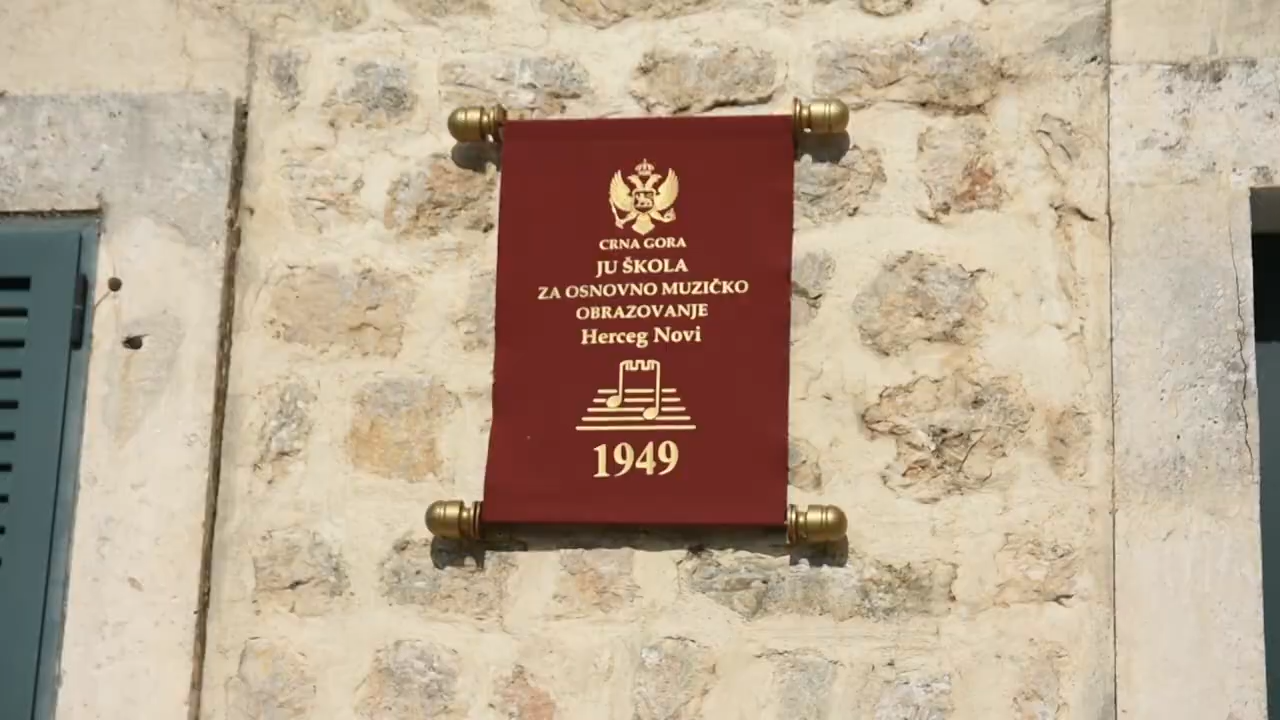 CRNA GORA
JU ŠKOLA
ZA OSNOVNO MUZIČKO
OBRAZOVANJE
Herceg Novi
1949